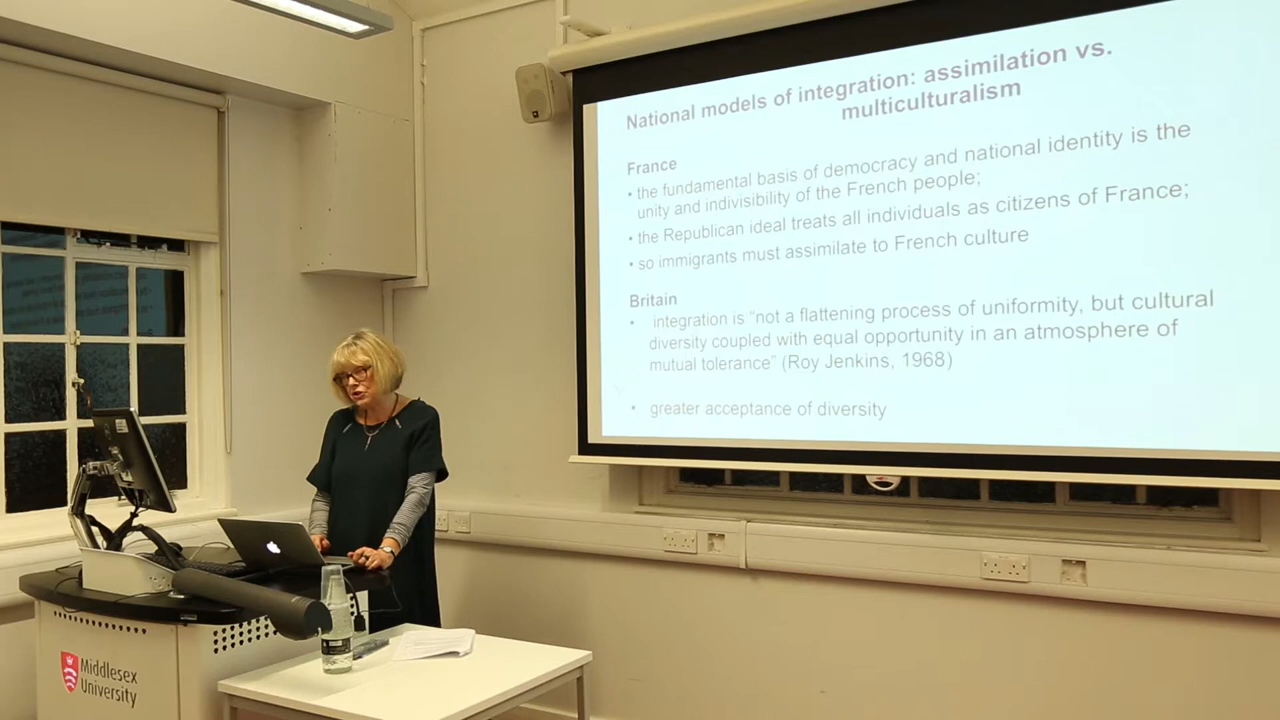 National models of integration: assimilation vs.
multiculturalism
France
• the fundamental basis of democracy and national identity is the
unity and indivisibility of the French people;
• the Republican ideal treats all individuals as citizens of France;
• so immigrants must assimilate to French culture
Britain
• integration is “not a flattening process of uniformity, but cultural
diversity coupled with equal opportunity in an atmosphere of
mutual tolerance” (Roy Jenkins, 1968)
• greater acceptance of diversity
Middlesex
University